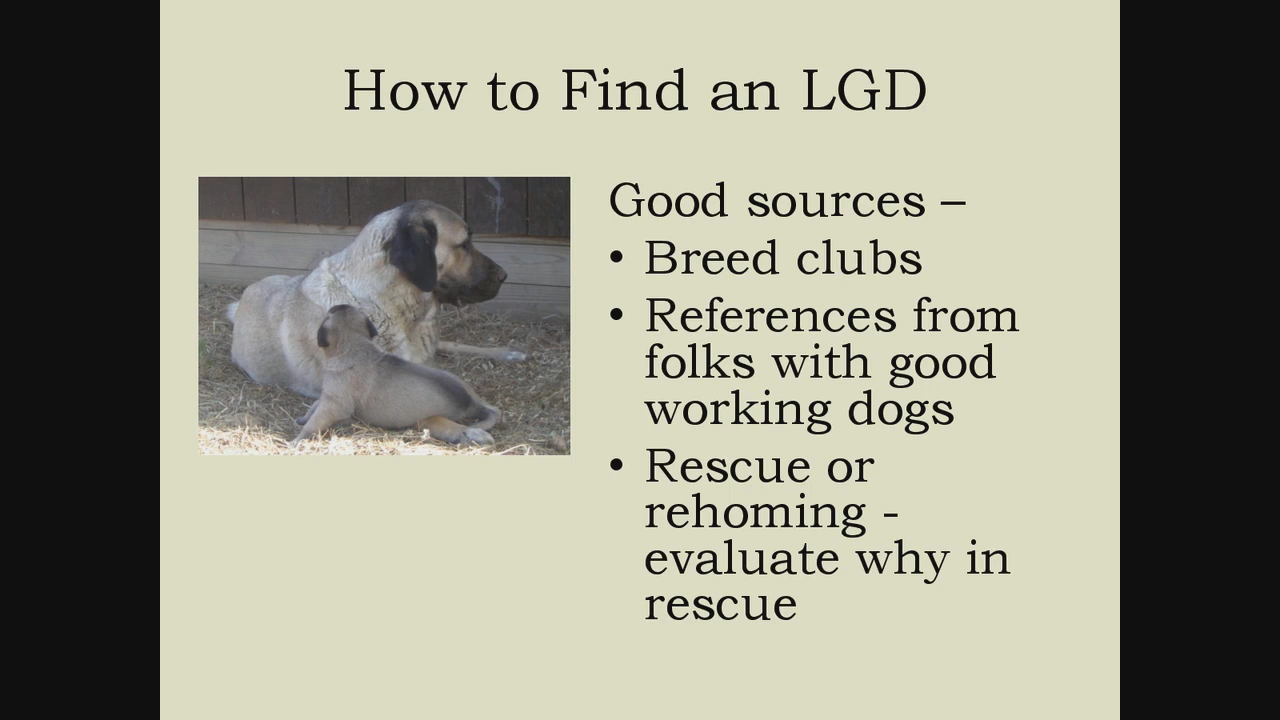 How to Find an LGD
Good sources –
• Breed clubs
• References from
folks with good
working dogs
• Rescue or
rehoming -
evaluate why in
rescue